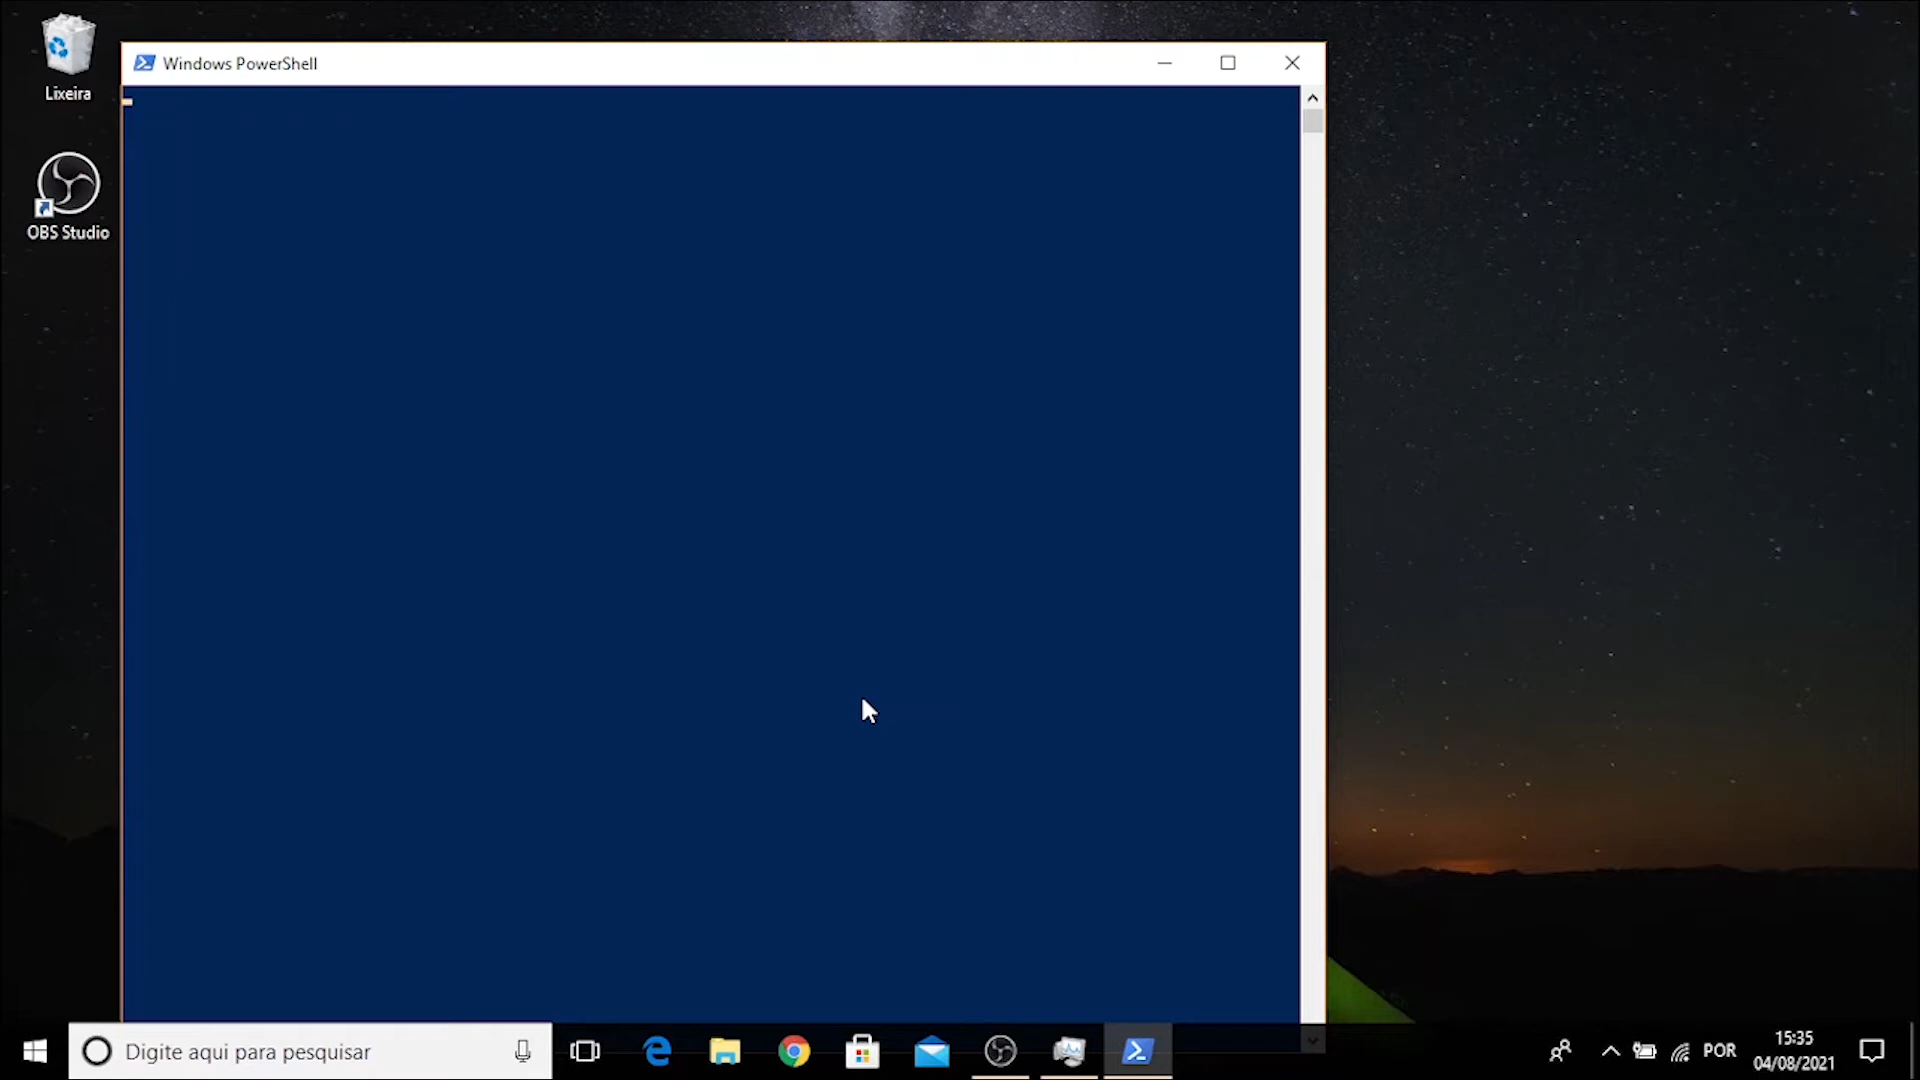 Lixeira
Windows PowerShell
OBS Studio
Digite aqui para pesquisar
POR
15:35
04/08/2021